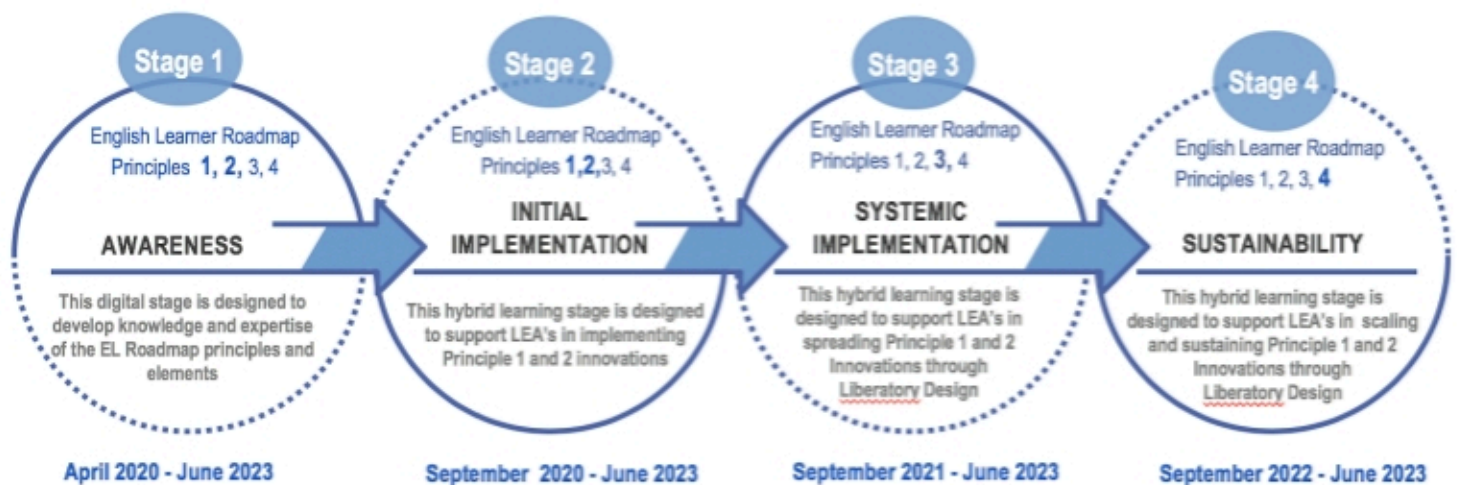 Stage 1
English Learner Roadmap
Principles 1, 2, 3, 4
AWARENESS
This digital stage is designed to
develop knowledge and expertise
of the EL Roadmap principles and
elements
April 2020 - June 2023
Stage 2
English Learner Roadmap
Principles 1,2,3, 4
INITIAL
IMPLEMENTATION
This hybrid learning stage is designed
to support LEA's in implementing
Principle 1 and 2 innovations
September 2020 - June 2023
Stage 3
English Learner Roadmap
Principles 1, 2, 3, 4
SYSTEMIC
IMPLEMENTATION
This hybrid learning stage is
designed to support LEA's in
spreading Principle 1 and 2
Innovations through
Liberatory Design
September 2021 - June 2023
Stage 4
English Learner Roadmap
Principles 1, 2, 3, 4
SUSTAINABILITY
This hybrid learning stage is
designed to support LEA's in scaling
and sustaining Principle 1 and 2
Innovations through
Liberatory Design
September 2022 - June 2023